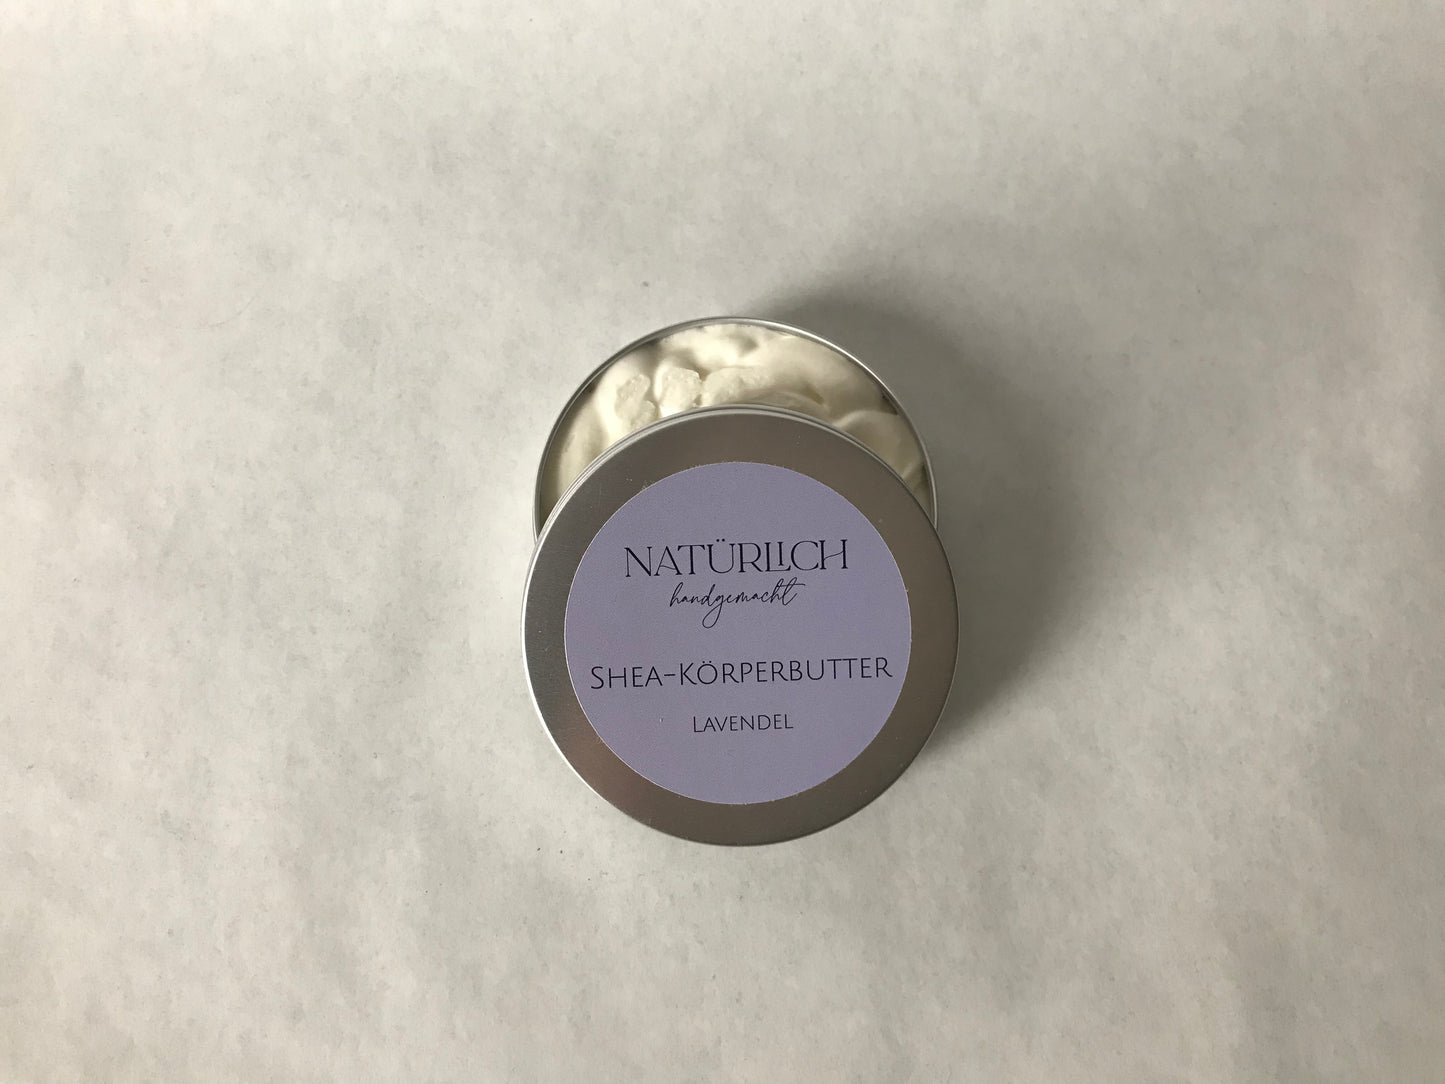 NATÜRLICH
handgemacht
SHEA-KÖRPERBUTTER
LAVENDEL